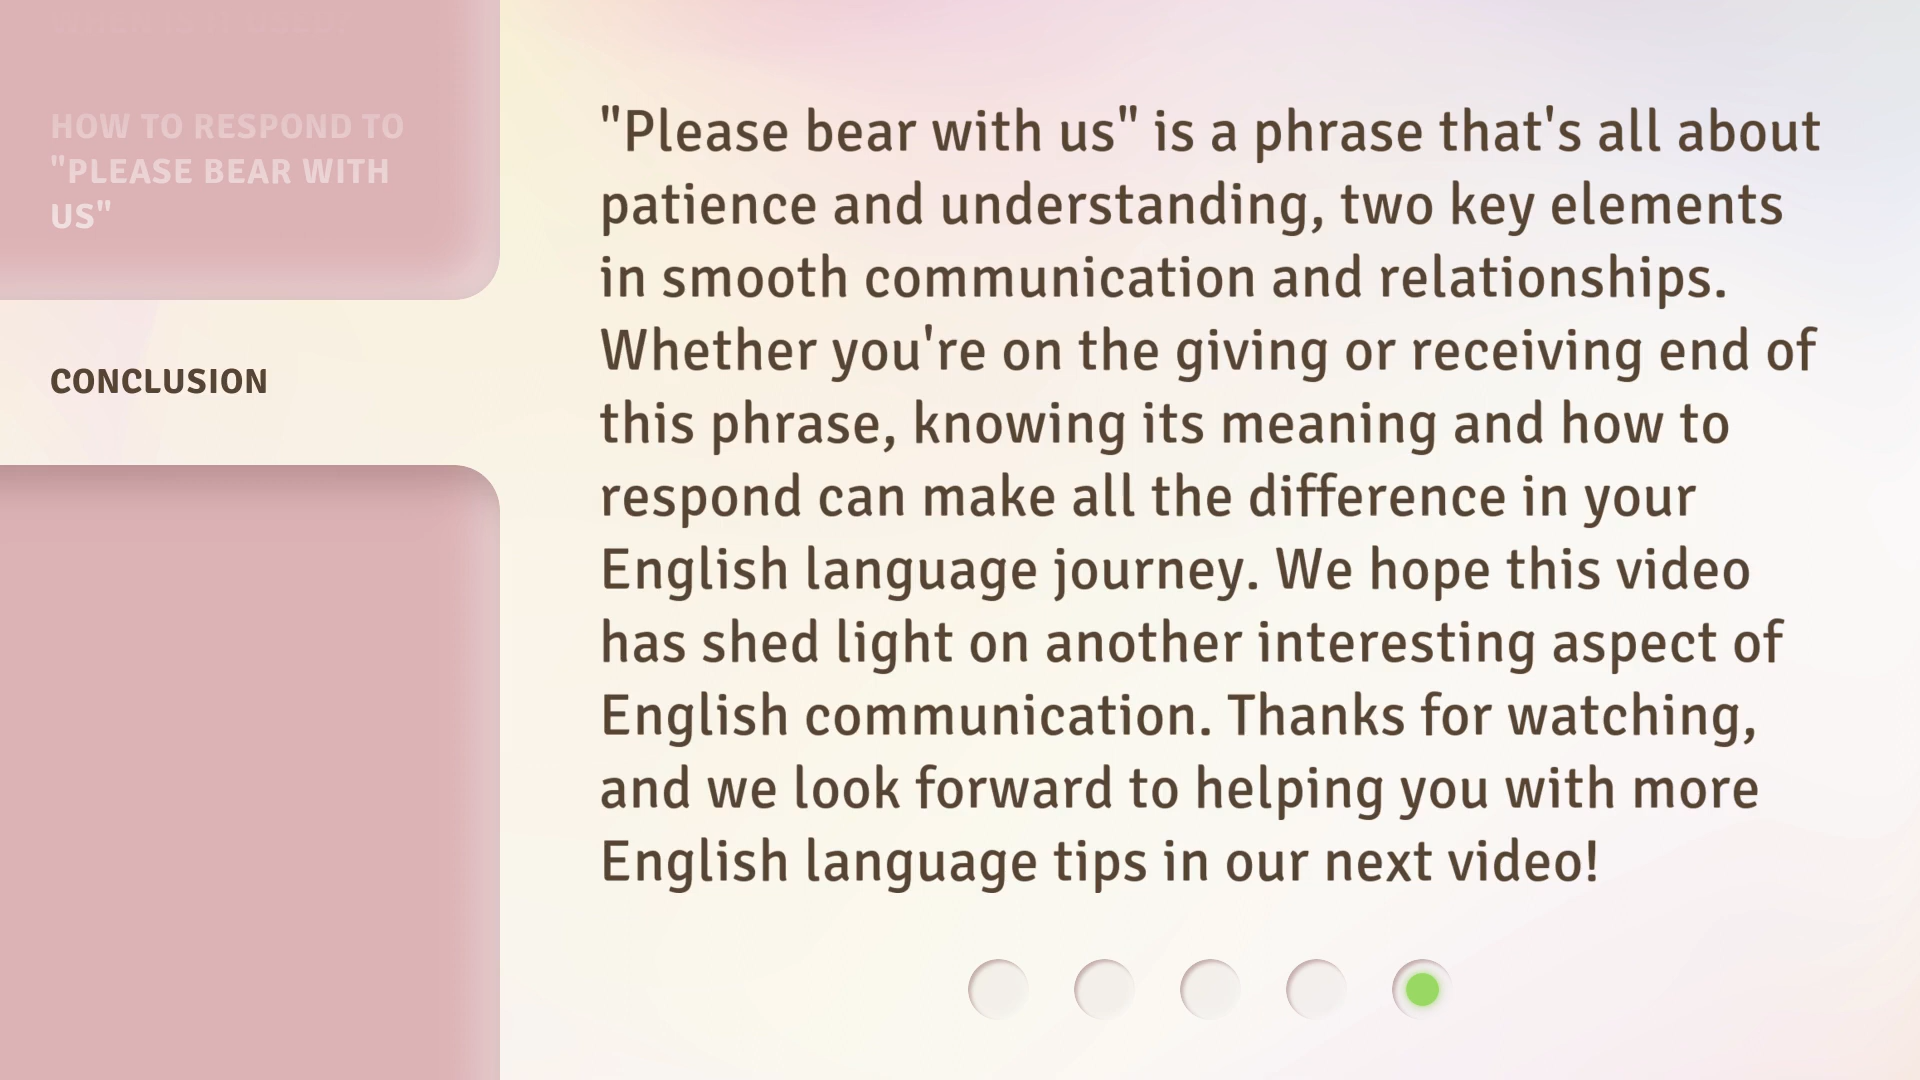 HOW TO RESPOND TO
"PLEASE BEAR WITH
US"
CONCLUSION
"Please bear with us" is a phrase that's all about
patience and understanding, two key elements
in smooth communication and relationships.
Whether you're on the giving or receiving end of
this phrase, knowing its meaning and how to
respond can make all the difference in your
English language journey. We hope this video
has shed light on another interesting aspect of
English communication. Thanks for watching,
and we look forward to helping you with more
English language tips in our next video!